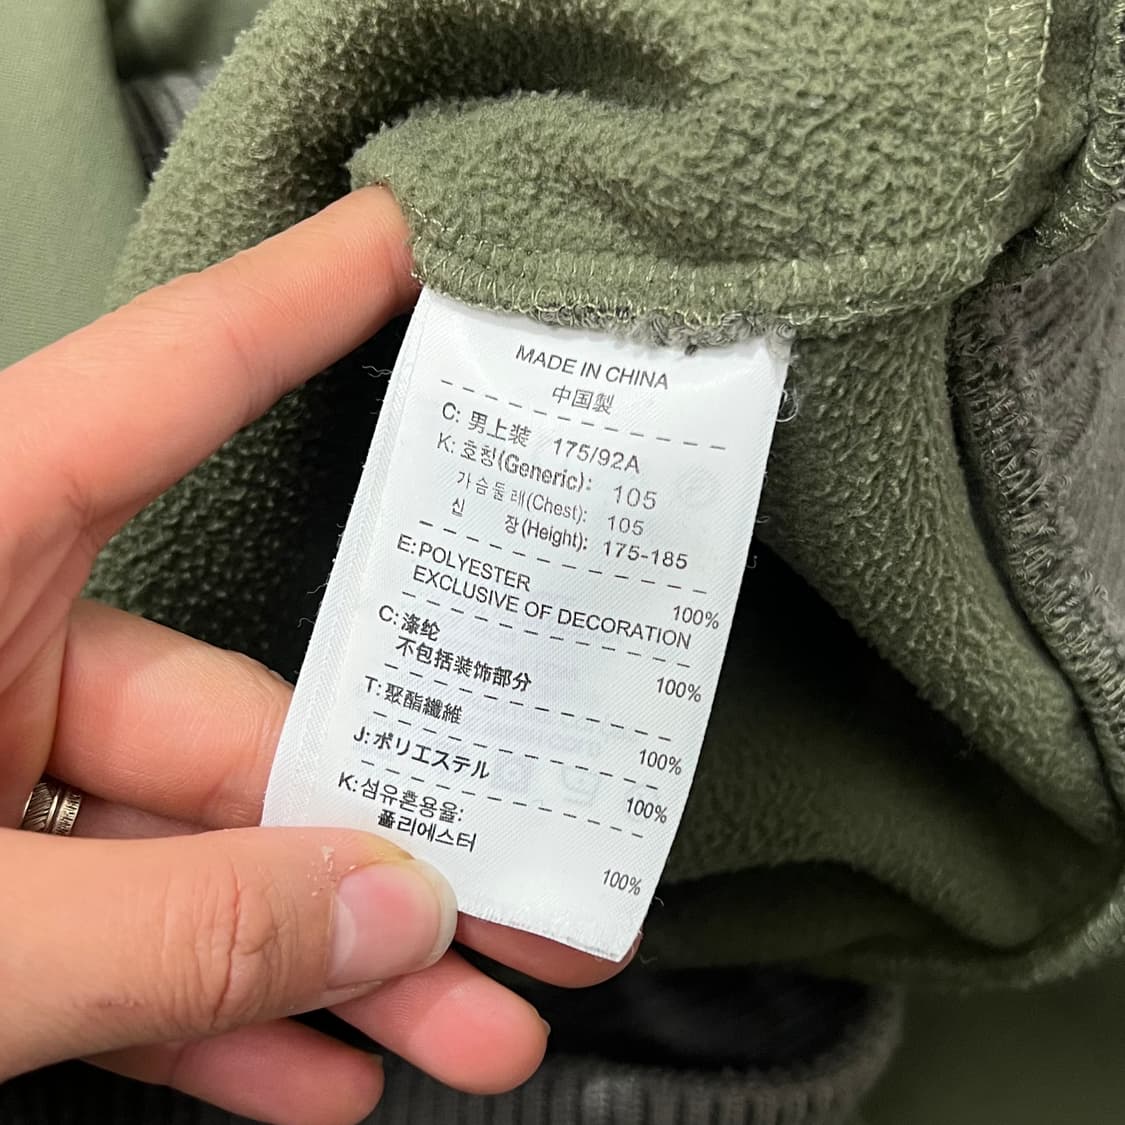 MADE IN CHINA
中国製
C: 男上装 175/92A
K: 호칭(Generic): 105
가슴둘레(Chest): 105
신 장(Height): 175-185
E: POLYESTER 100%
EXCLUSIVE OF DECORATION
C: 涤纶 100%
不包括装饰部分
T: 聚酯纖維 100%
J: ポリエステル 100%
K: 섬유혼용율:
폴리에스터 100%